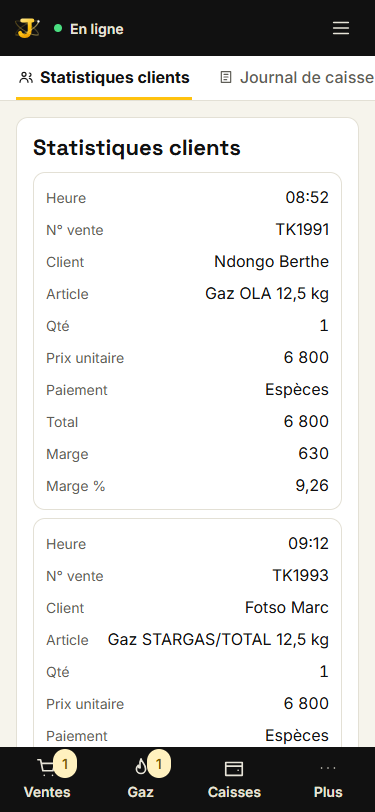 J
En ligne
Statistiques clients
Journal de caisse
Statistiques clients
Heure 08:52
N° vente TK1991
Client Ndongo Berthe
Article Gaz OLA 12,5 kg
Qté 1
Prix unitaire 6 800
Paiement Espèces
Total 6 800
Marge 630
Marge % 9,26
Heure 09:12
N° vente TK1993
Client Fotso Marc
Article Gaz STARGAS/TOTAL 12,5 kg
Qté 1
Prix unitaire 6 800
Paiement Espèces
1 1
Ventes Gaz Caisses Plus